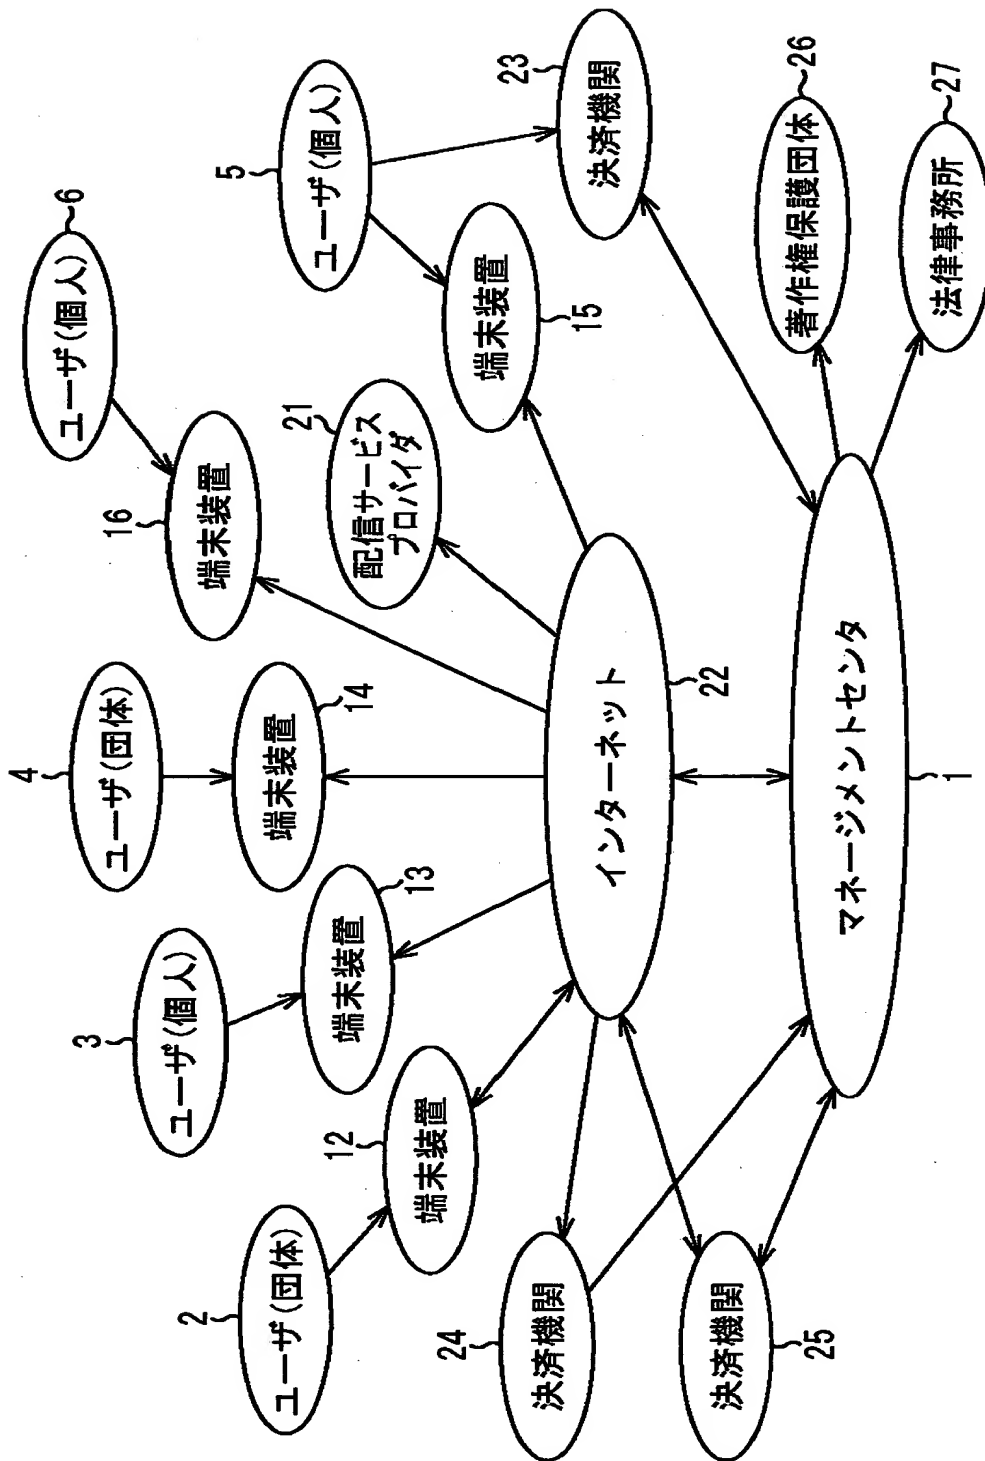 2
ユーザ(団体)
3
ユーザ(個人)
4
ユーザ(団体)
6
ユーザ(個人)
5
ユーザ(個人)
12
端末装置
13
端末装置
14
端末装置
16
端末装置
21
配信サービス
プロバイダ
15
端末装置
23
決済機関
24
決済機関
25
決済機関
インターネット
22
26
著作権保護団体
27
法律事務所
マネージメントセンタ
1